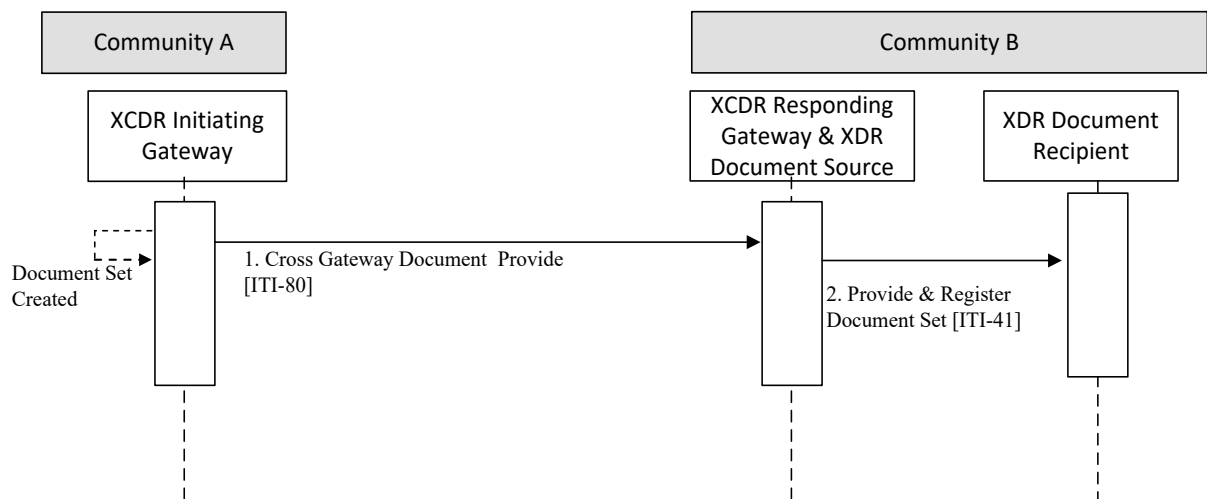 Community A
Community B
XCDR Initiating
Gateway
XCDR Responding
Gateway & XDR
Document Source
XDR Document
Recipient
Document Set
Created
1. Cross Gateway Document  Provide
[ITI-80]
2. Provide & Register
Document Set [ITI-41]